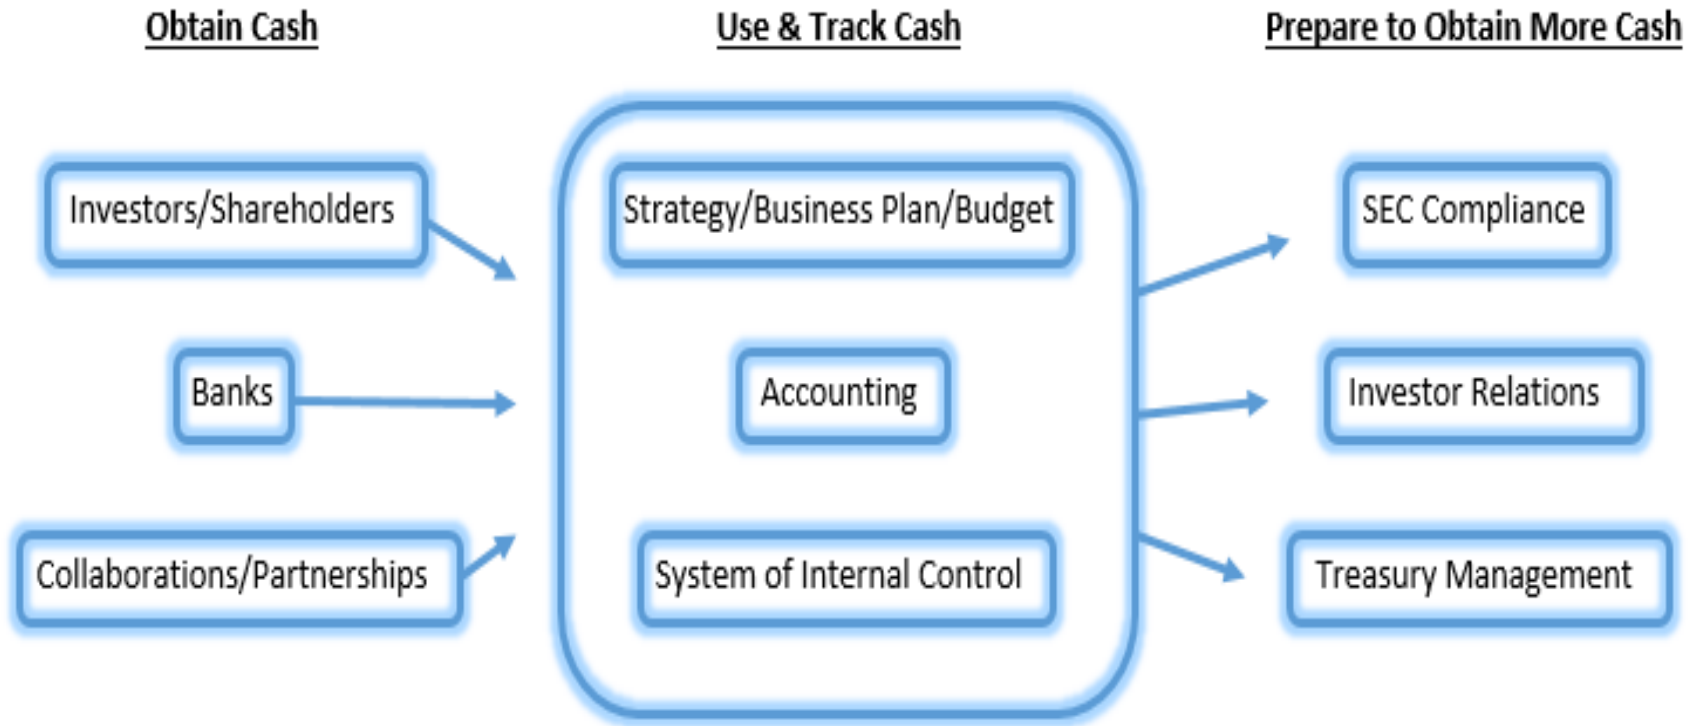 Obtain Cash
Use & Track Cash
Prepare to Obtain More Cash
Investors/Shareholders
Strategy/Business Plan/Budget
SEC Compliance
Banks
Accounting
Investor Relations
Collaborations/Partnerships
System of Internal Control
Treasury Management